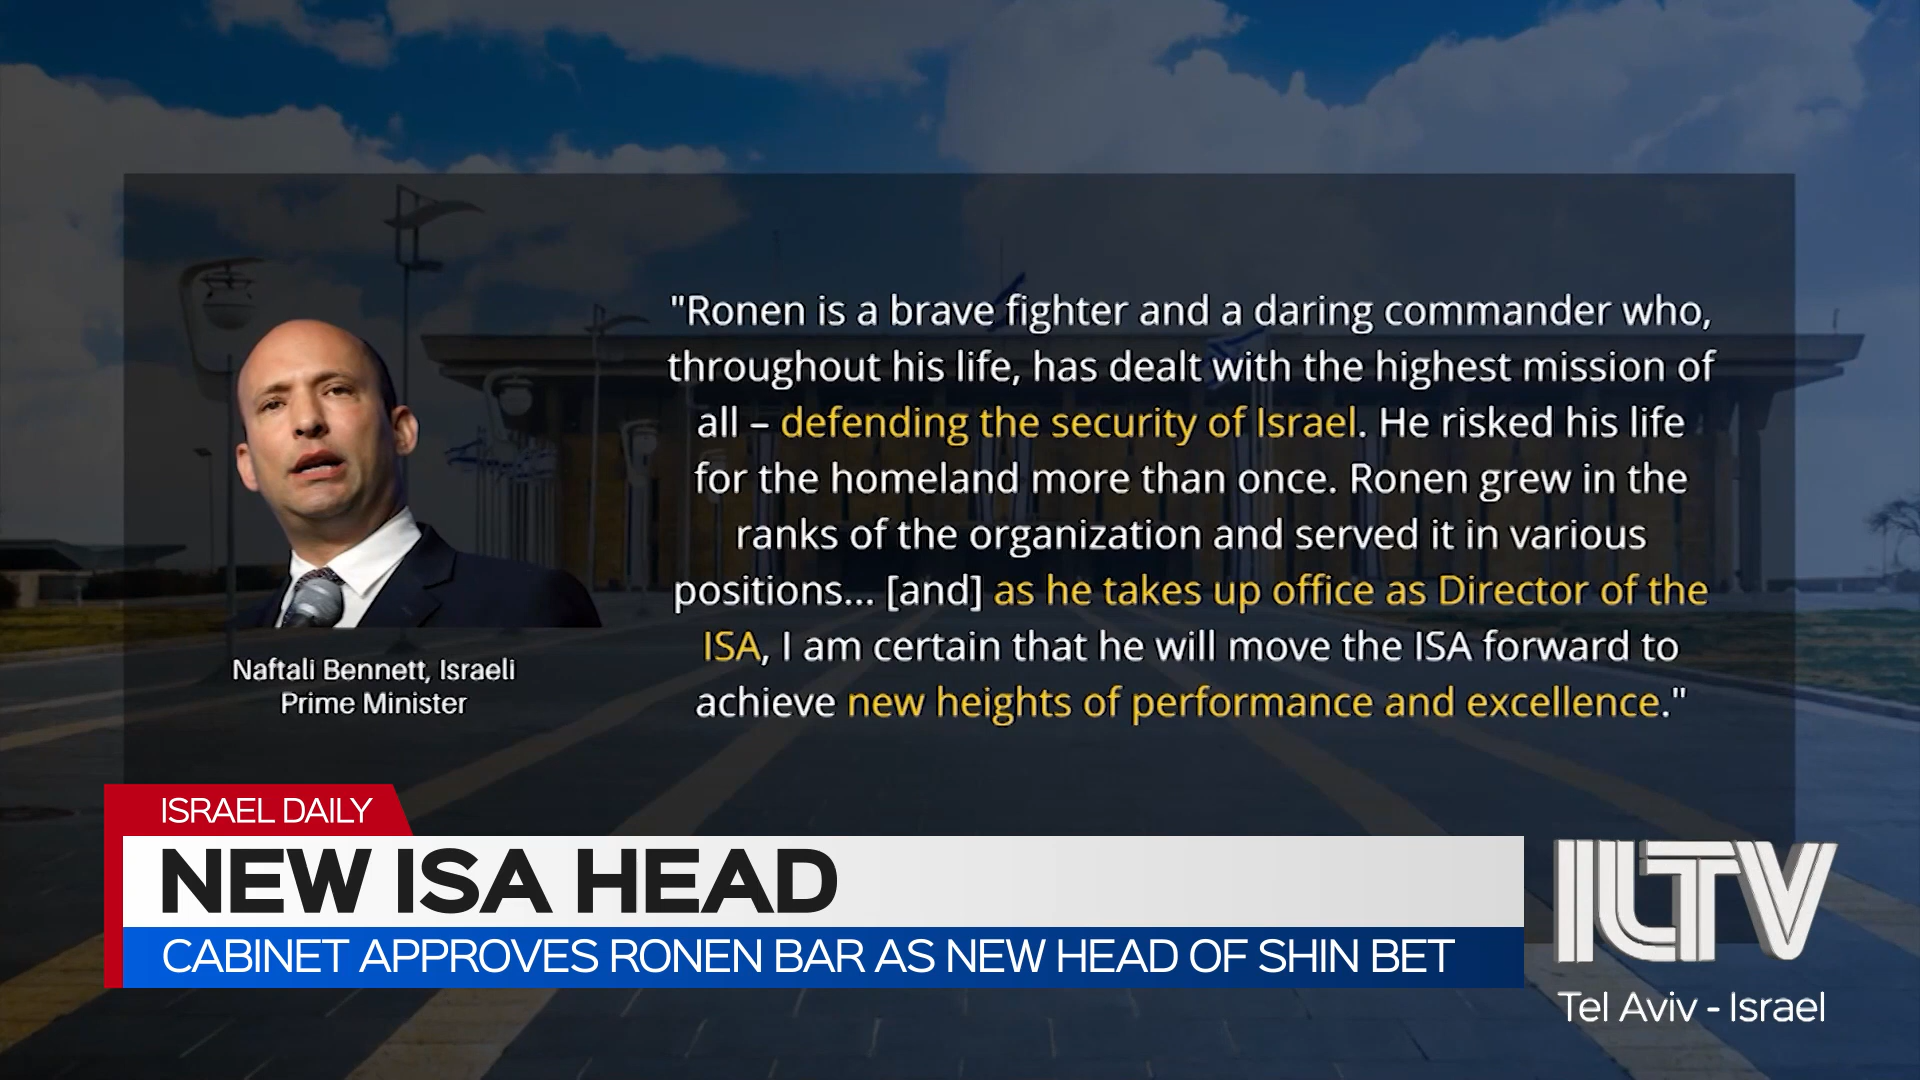 "Ronen is a brave fighter and a daring commander who,
throughout his life, has dealt with the highest mission of
all – defending the security of Israel. He risked his life
for the homeland more than once. Ronen grew in the
ranks of the organization and served it in various
positions... [and] as he takes up office as Director of the
ISA, I am certain that he will move the ISA forward to
achieve new heights of performance and excellence."
Naftali Bennett, Israeli
Prime Minister
ISRAEL DAILY
NEW ISA HEAD
CABINET APPROVES RONEN BAR AS NEW HEAD OF SHIN BET
ILTV
Tel Aviv - Israel